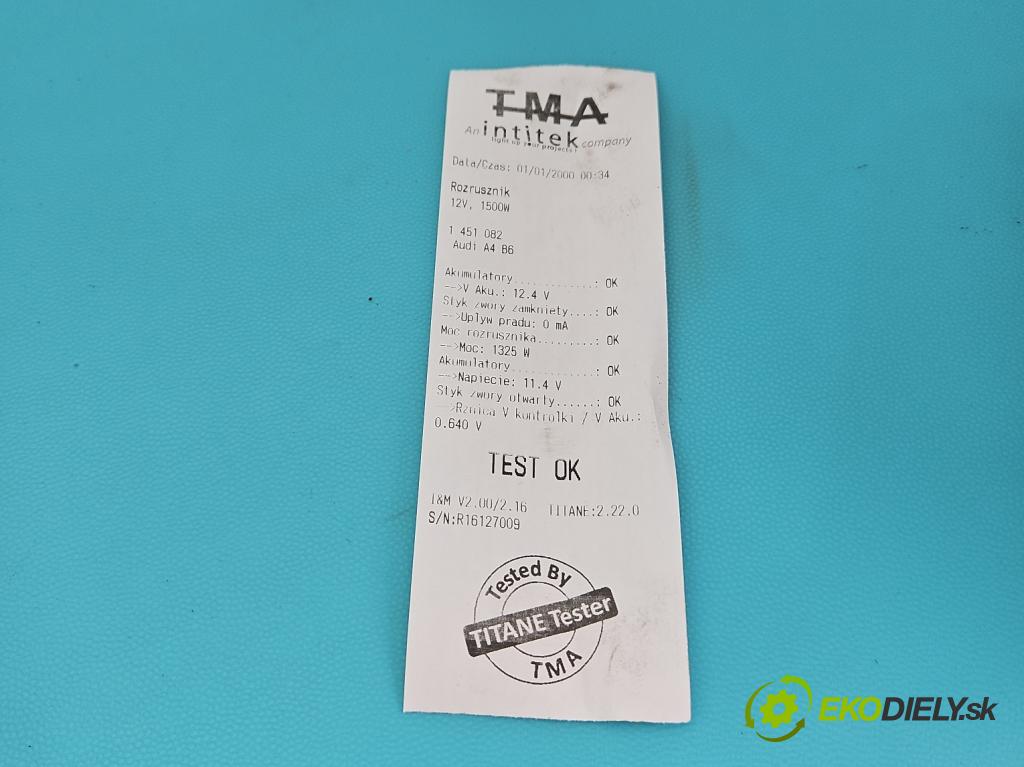 TMA
An intitek company
light up your projects!
Data/Czas: 01/01/2000 00:34
Rozrusznik
12V, 1500W
1 451 082
Audi A4 B6
Akumulatory............: OK
-->V Aku.: 12.4 V
Styk zwory zamkniety....: OK
-->Uplyw pradu: 0 mA
Moc rozrusznika.........: OK
-->Moc: 1325 W
Akumulatory............: OK
-->Napiecie: 11.4 V
Styk zwory otwarty......: OK
-->Rznica V kontrolki / V Aku.:
0.640 V
TEST OK
I&M V2.00/2.16 TITANE:2.22.0
S/N:R16127009
Tested By
TITANE Tester
TMA
EKODIELY.sk